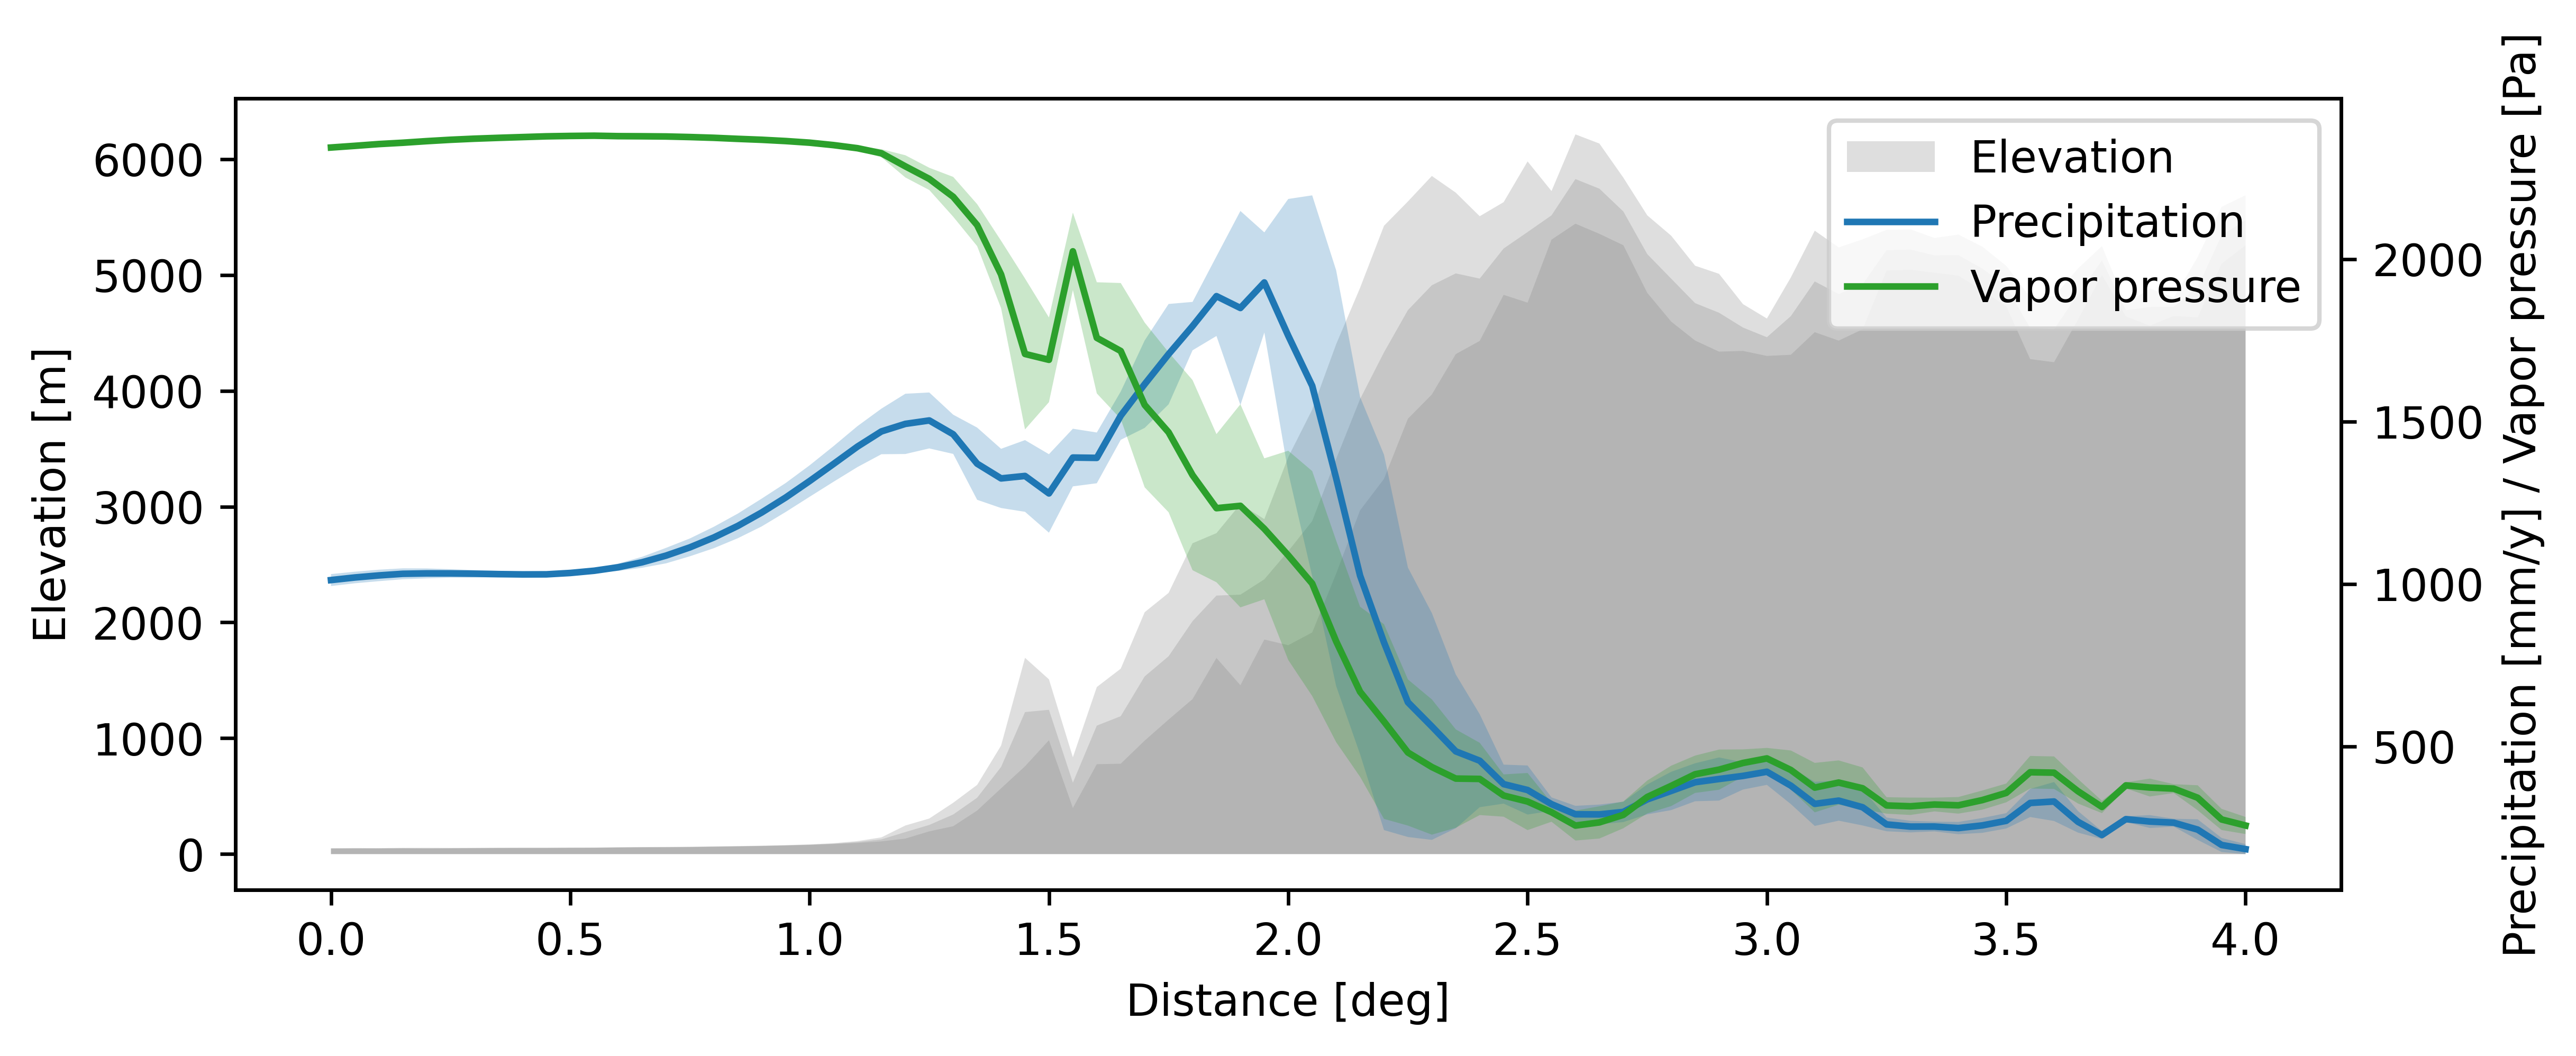 Elevation [m]
6000
5000
4000
3000
2000
1000
0
0.0 0.5 1.0 1.5 2.0 2.5 3.0 3.5 4.0
Distance [deg]
Elevation
Precipitation
Vapor pressure
2000
1500
1000
500
Precipitation [mm/y] / Vapor pressure [Pa]